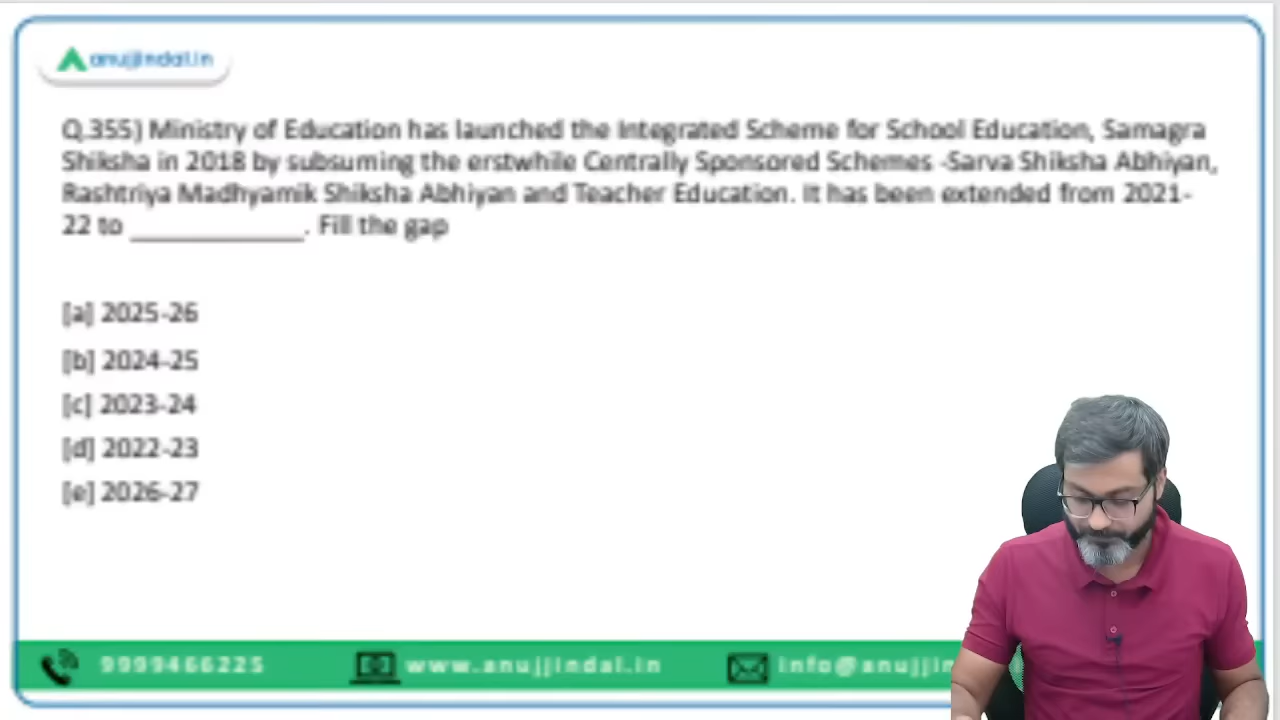 anujjindal.in
Q.355) Ministry of Education has launched the Integrated Scheme for School Education, Samagra
Shiksha in 2018 by subsuming the erstwhile Centrally Sponsored Schemes -Sarva Shiksha Abhiyan,
Rashtriya Madhyamik Shiksha Abhiyan and Teacher Education. It has been extended from 2021-
22 to ____________. Fill the gap
[a] 2025-26
[b] 2024-25
[c] 2023-24
[d] 2022-23
[e] 2026-27
9999466225 www.anujjindal.in info@anujjin